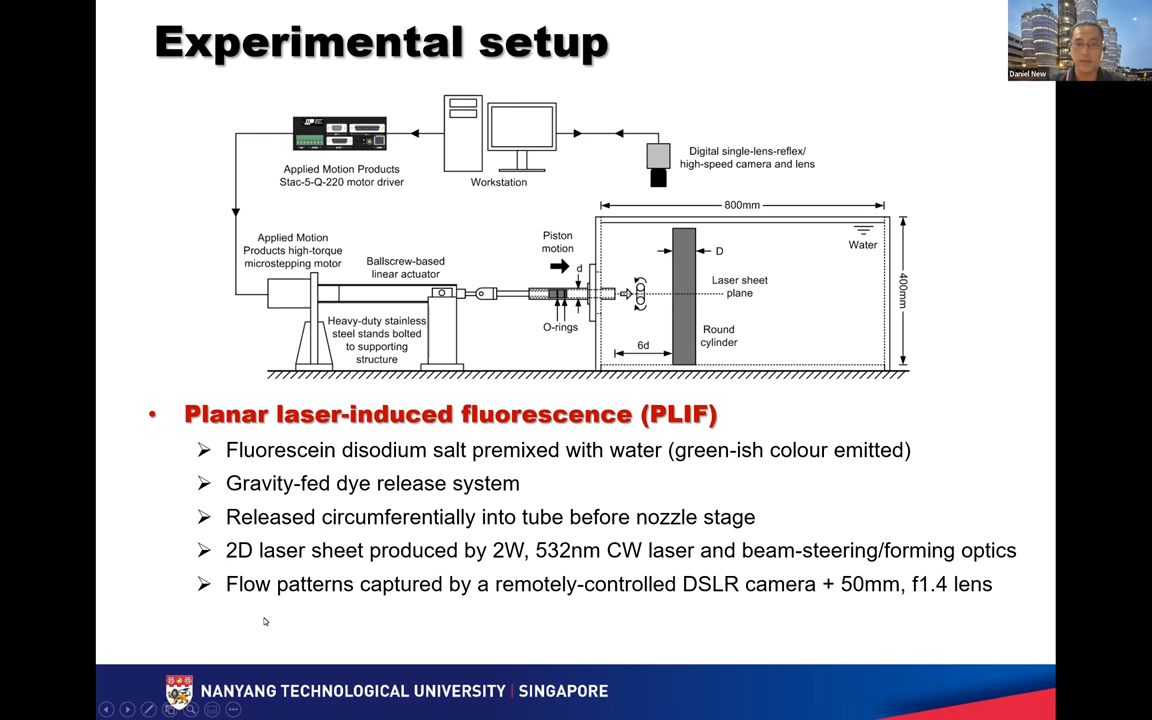 Experimental setup
Daniel New
Applied Motion Products
Stac-5-Q-220 motor driver
Workstation
Digital single-lens-reflex/
high-speed camera and lens
800mm
Applied Motion
Products high-torque
microstepping motor
Ballscrew-based
linear actuator
Piston
motion
d
D
Water
Laser sheet
plane
400mm
Heavy-duty stainless
steel stands bolted
to supporting
structure
O-rings
6d
Round
cylinder
• Planar laser-induced fluorescence (PLIF)
➢ Fluorescein disodium salt premixed with water (green-ish colour emitted)
➢ Gravity-fed dye release system
➢ Released circumferentially into tube before nozzle stage
➢ 2D laser sheet produced by 2W, 532nm CW laser and beam-steering/forming optics
➢ Flow patterns captured by a remotely-controlled DSLR camera + 50mm, f1.4 lens
NANYANG TECHNOLOGICAL UNIVERSITY | SINGAPORE